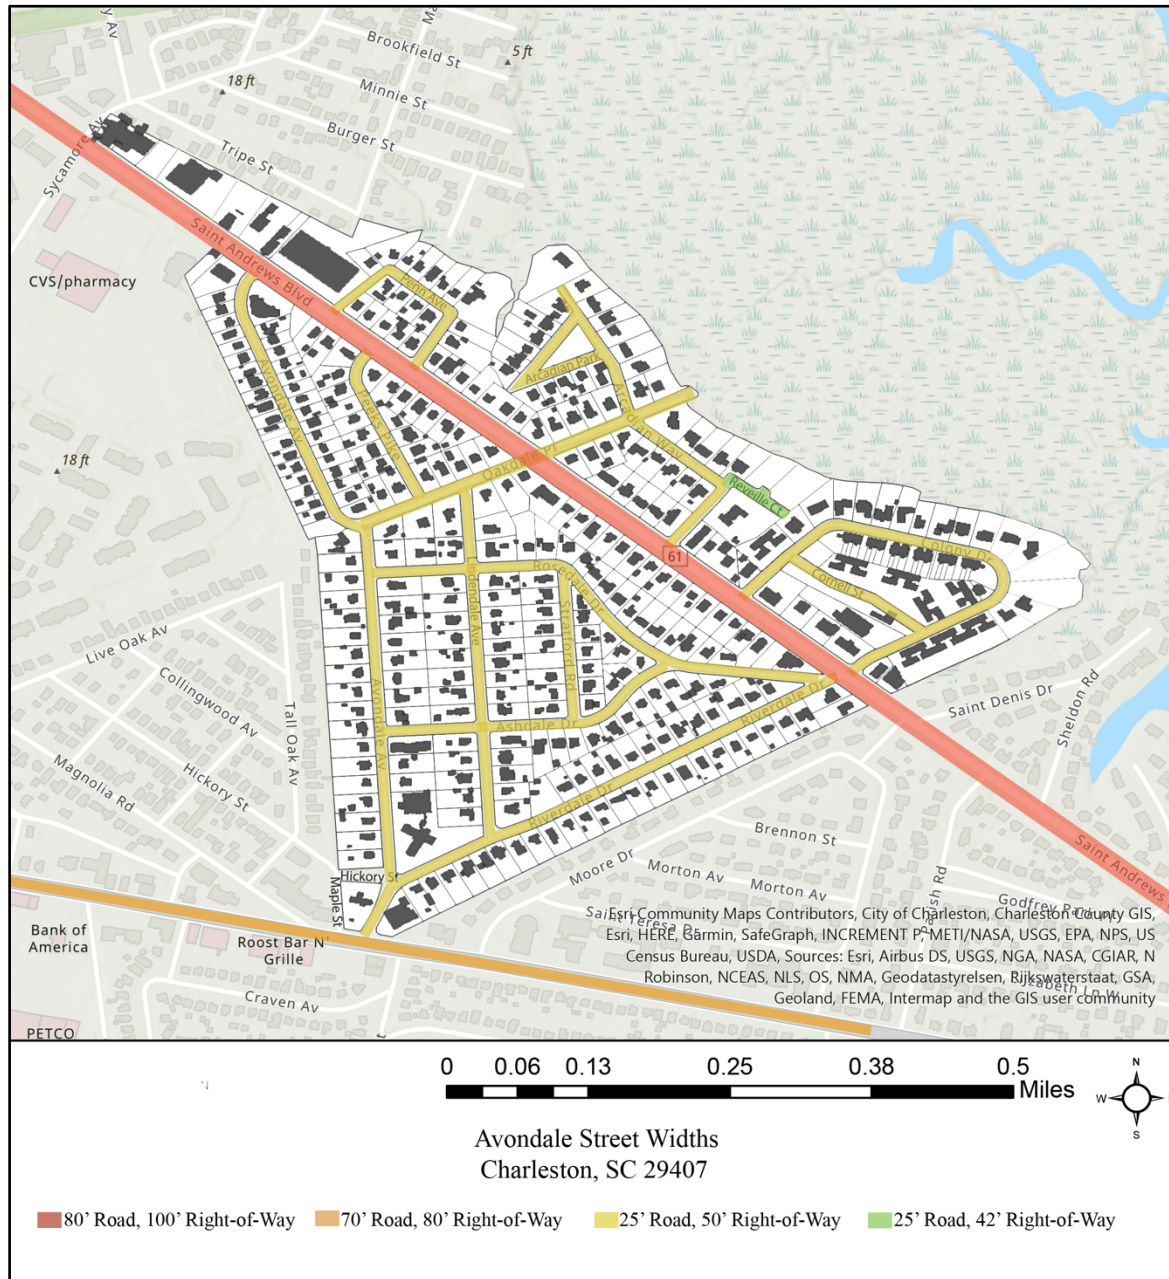 Brookfield St
5 ft
18 ft
Minnie St
Burger St
Tripe St
Sycamore Av
Saint Andrews Blvd
CVS/pharmacy
Fenn Ave
Arcadian Park
Arcadian Way
Avondale Av
Oakdale Pl
18 ft
Reveille Ct
61
Colony Dr
Cornell St
Rosedale Dr
Lindendale Ave
Stratford Rd
Live Oak Av
Collingwood Av
Tall Oak Av
Avondale Av
Ashdale Dr
Riverdale Dr
Saint Denis Dr
Sheldon Rd
Magnolia Rd
Hickory St
Riverdale Dr
Brennon St
Saint Andrews
Moore Dr
Morton Av
Morton Av
Parish Rd
Hickory St
Maple St
Bank of
America
Roost Bar N'
Grille
Craven Av
PETCO
Esri Community Maps Contributors, City of Charleston, Charleston County GIS,
Esri, HERE, Garmin, SafeGraph, INCREMENT P, METI/NASA, USGS, EPA, NPS, US
Census Bureau, USDA, Sources: Esri, Airbus DS, USGS, NGA, NASA, CGIAR, N
Robinson, NCEAS, NLS, OS, NMA, Geodatastyrelsen, Rijkswaterstaat, GSA,
Geoland, FEMA, Intermap and the GIS user community
0 0.06 0.13 0.25 0.38 0.5
Miles
N
W
S
Avondale Street Widths
Charleston, SC 29407
80' Road, 100' Right-of-Way 70' Road, 80' Right-of-Way 25' Road, 50' Right-of-Way 25' Road, 42' Right-of-Way